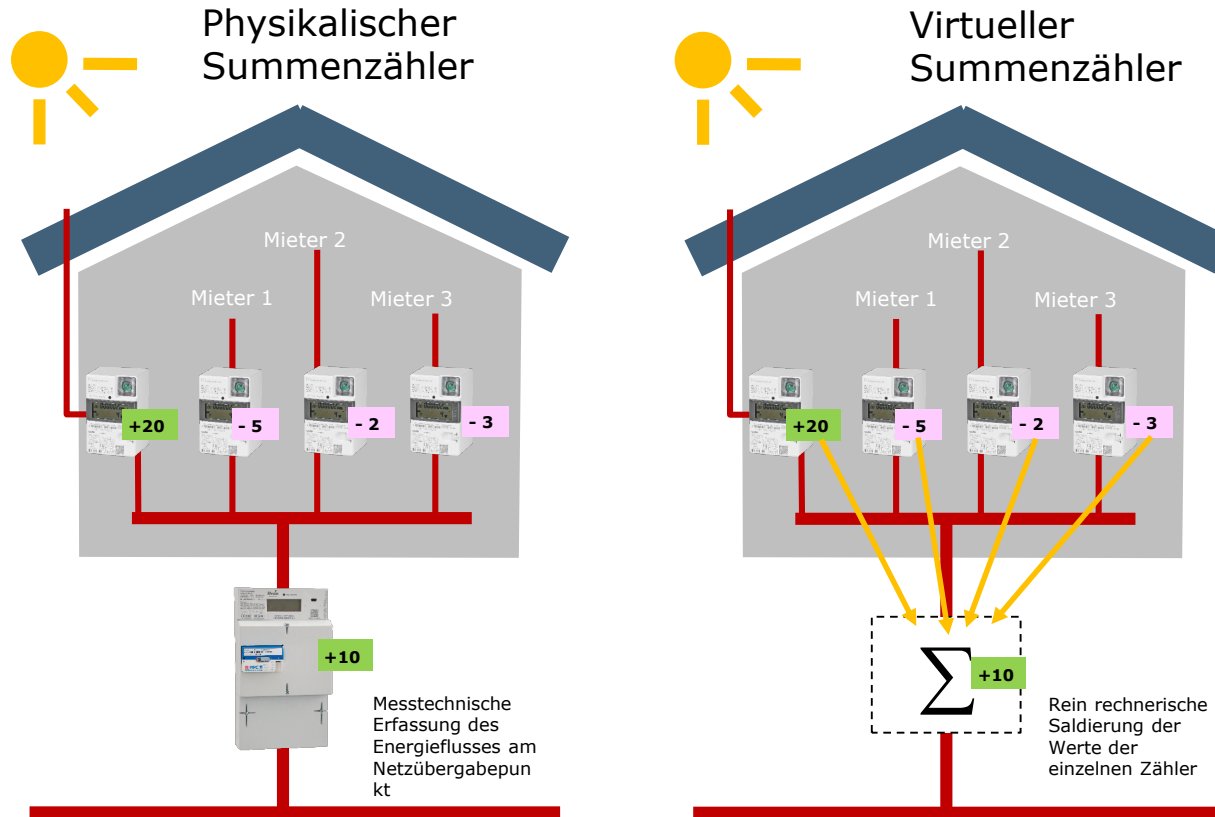 Physikalischer
Summenzähler
Mieter 2
Mieter 1
Mieter 3
+20
- 5
- 2
- 3
+10
Messtechnische
Erfassung des
Energieflusses am
Netzübergabepun
kt
Virtueller
Summenzähler
Mieter 2
Mieter 1
Mieter 3
+20
- 5
- 2
- 3
+10
∑
Rein rechnerische
Saldierung der
Werte der
einzelnen Zähler